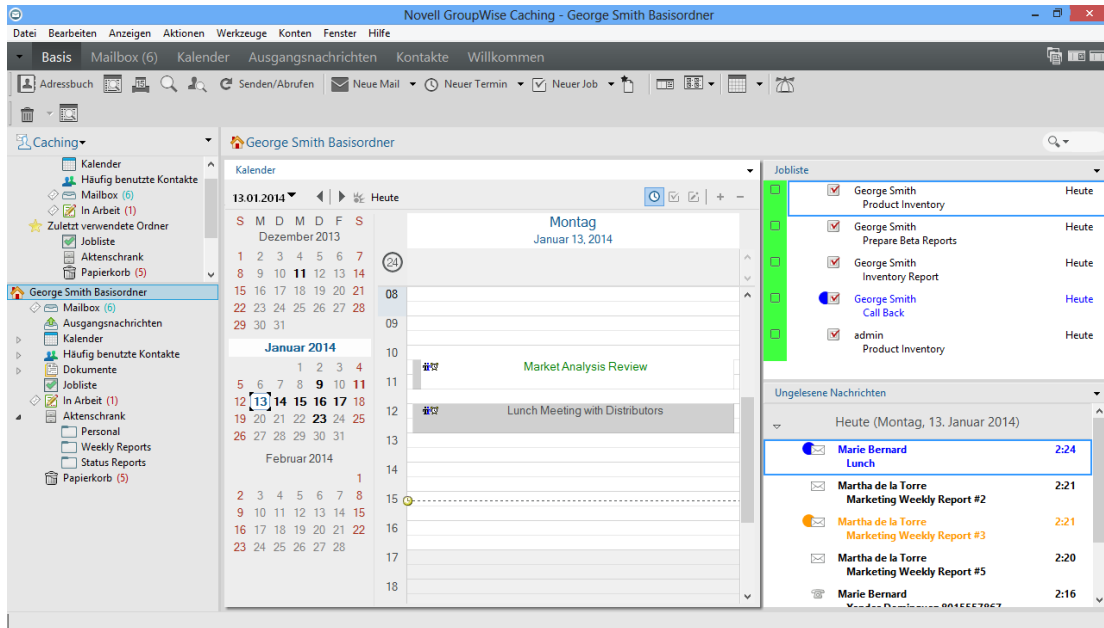 Novell GroupWise Caching - George Smith Basisordner
Datei Bearbeiten Anzeigen Aktionen Werkzeuge Konten Fenster Hilfe
Basis Mailbox (6) Kalender Ausgangsnachrichten Kontakte Willkommen
Adressbuch Senden/Abrufen Neue Mail Neuer Termin Neuer Job
Caching
Kalender
Häufig benutzte Kontakte
Mailbox (6)
In Arbeit (1)
Zuletzt verwendete Ordner
Jobliste
Aktenschrank
Papierkorb (5)
George Smith Basisordner
Mailbox (6)
Ausgangsnachrichten
Kalender
Häufig benutzte Kontakte
Dokumente
Jobliste
In Arbeit (1)
Aktenschrank
Personal
Weekly Reports
Status Reports
Papierkorb (5)
George Smith Basisordner
Kalender
13.01.2014 Heute
S M D M D F S
Dezember 2013
1 2 3 4 5 6 7
8 9 10 11 12 13 14
15 16 17 18 19 20 21
22 23 24 25 26 27 28
29 30 31
Januar 2014
1 2 3 4
5 6 7 8 9 10 11
12 13 14 15 16 17 18
19 20 21 22 23 24 25
26 27 28 29 30 31
Februar 2014
1
2 3 4 5 6 7 8
9 10 11 12 13 14 15
16 17 18 19 20 21 22
23 24 25 26 27 28
Montag
Januar 13, 2014
24
08
09
10
Market Analysis Review
11
12 Lunch Meeting with Distributors
13
14
15
16
17
18
Jobliste
George Smith Heute
Product Inventory
George Smith Heute
Prepare Beta Reports
George Smith Heute
Inventory Report
George Smith Heute
Call Back
admin Heute
Product Inventory
Ungelesene Nachrichten
Heute (Montag, 13. Januar 2014)
Marie Bernard 2:24
Lunch
Martha de la Torre 2:21
Marketing Weekly Report #2
Martha de la Torre 2:21
Marketing Weekly Report #3
Martha de la Torre 2:20
Marketing Weekly Report #5
Marie Bernard 2:16